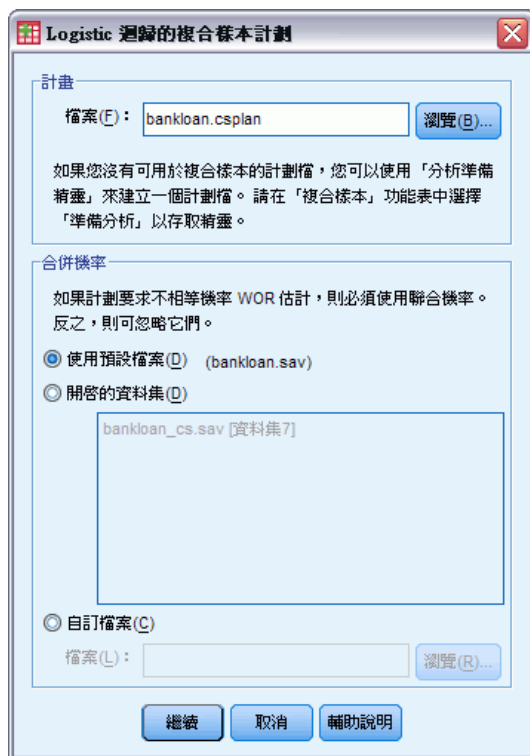 Logistic 迴歸的複合樣本計劃
計畫
檔案(F)： bankloan.csplan 瀏覽(B)...
如果您沒有可用於複合樣本的計劃檔，您可以使用「分析準備
精靈」來建立一個計劃檔。請在「複合樣本」功能表中選擇
「準備分析」以存取精靈。
合併機率
如果計劃要求不相等機率 WOR 估計，則必須使用聯合機率。
反之，則可忽略它們。
使用預設檔案(D) (bankloan.sav)
開啟的資料集(D)
bankloan_cs.sav [資料集7]
自訂檔案(C)
檔案(L)： 瀏覽(R)...
繼續 取消 輔助說明